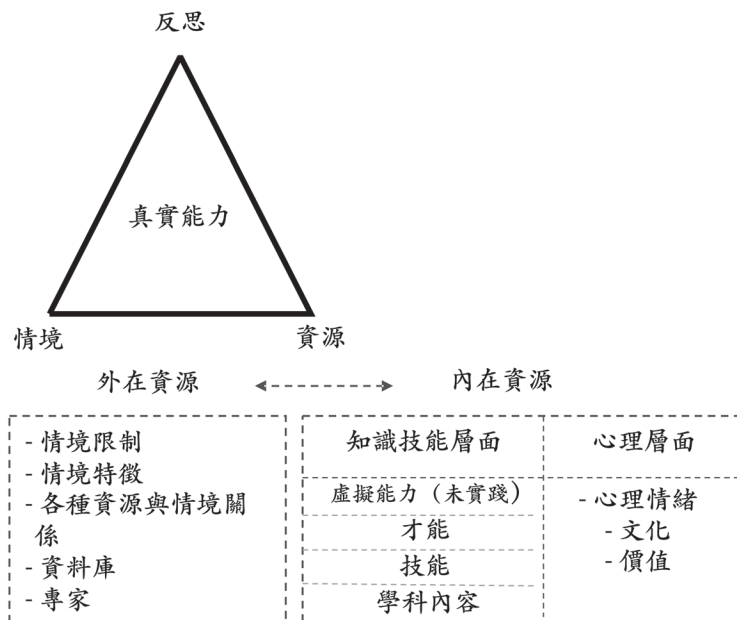 反思
真實能力
情境
資源
外在資源
內在資源
- 情境限制
- 情境特徵
- 各種資源與情境關
係
- 資料庫
- 專家
知識技能層面
心理層面
虛擬能力（未實踐）
才能
技能
學科內容
- 心理情緒
- 文化
- 價值